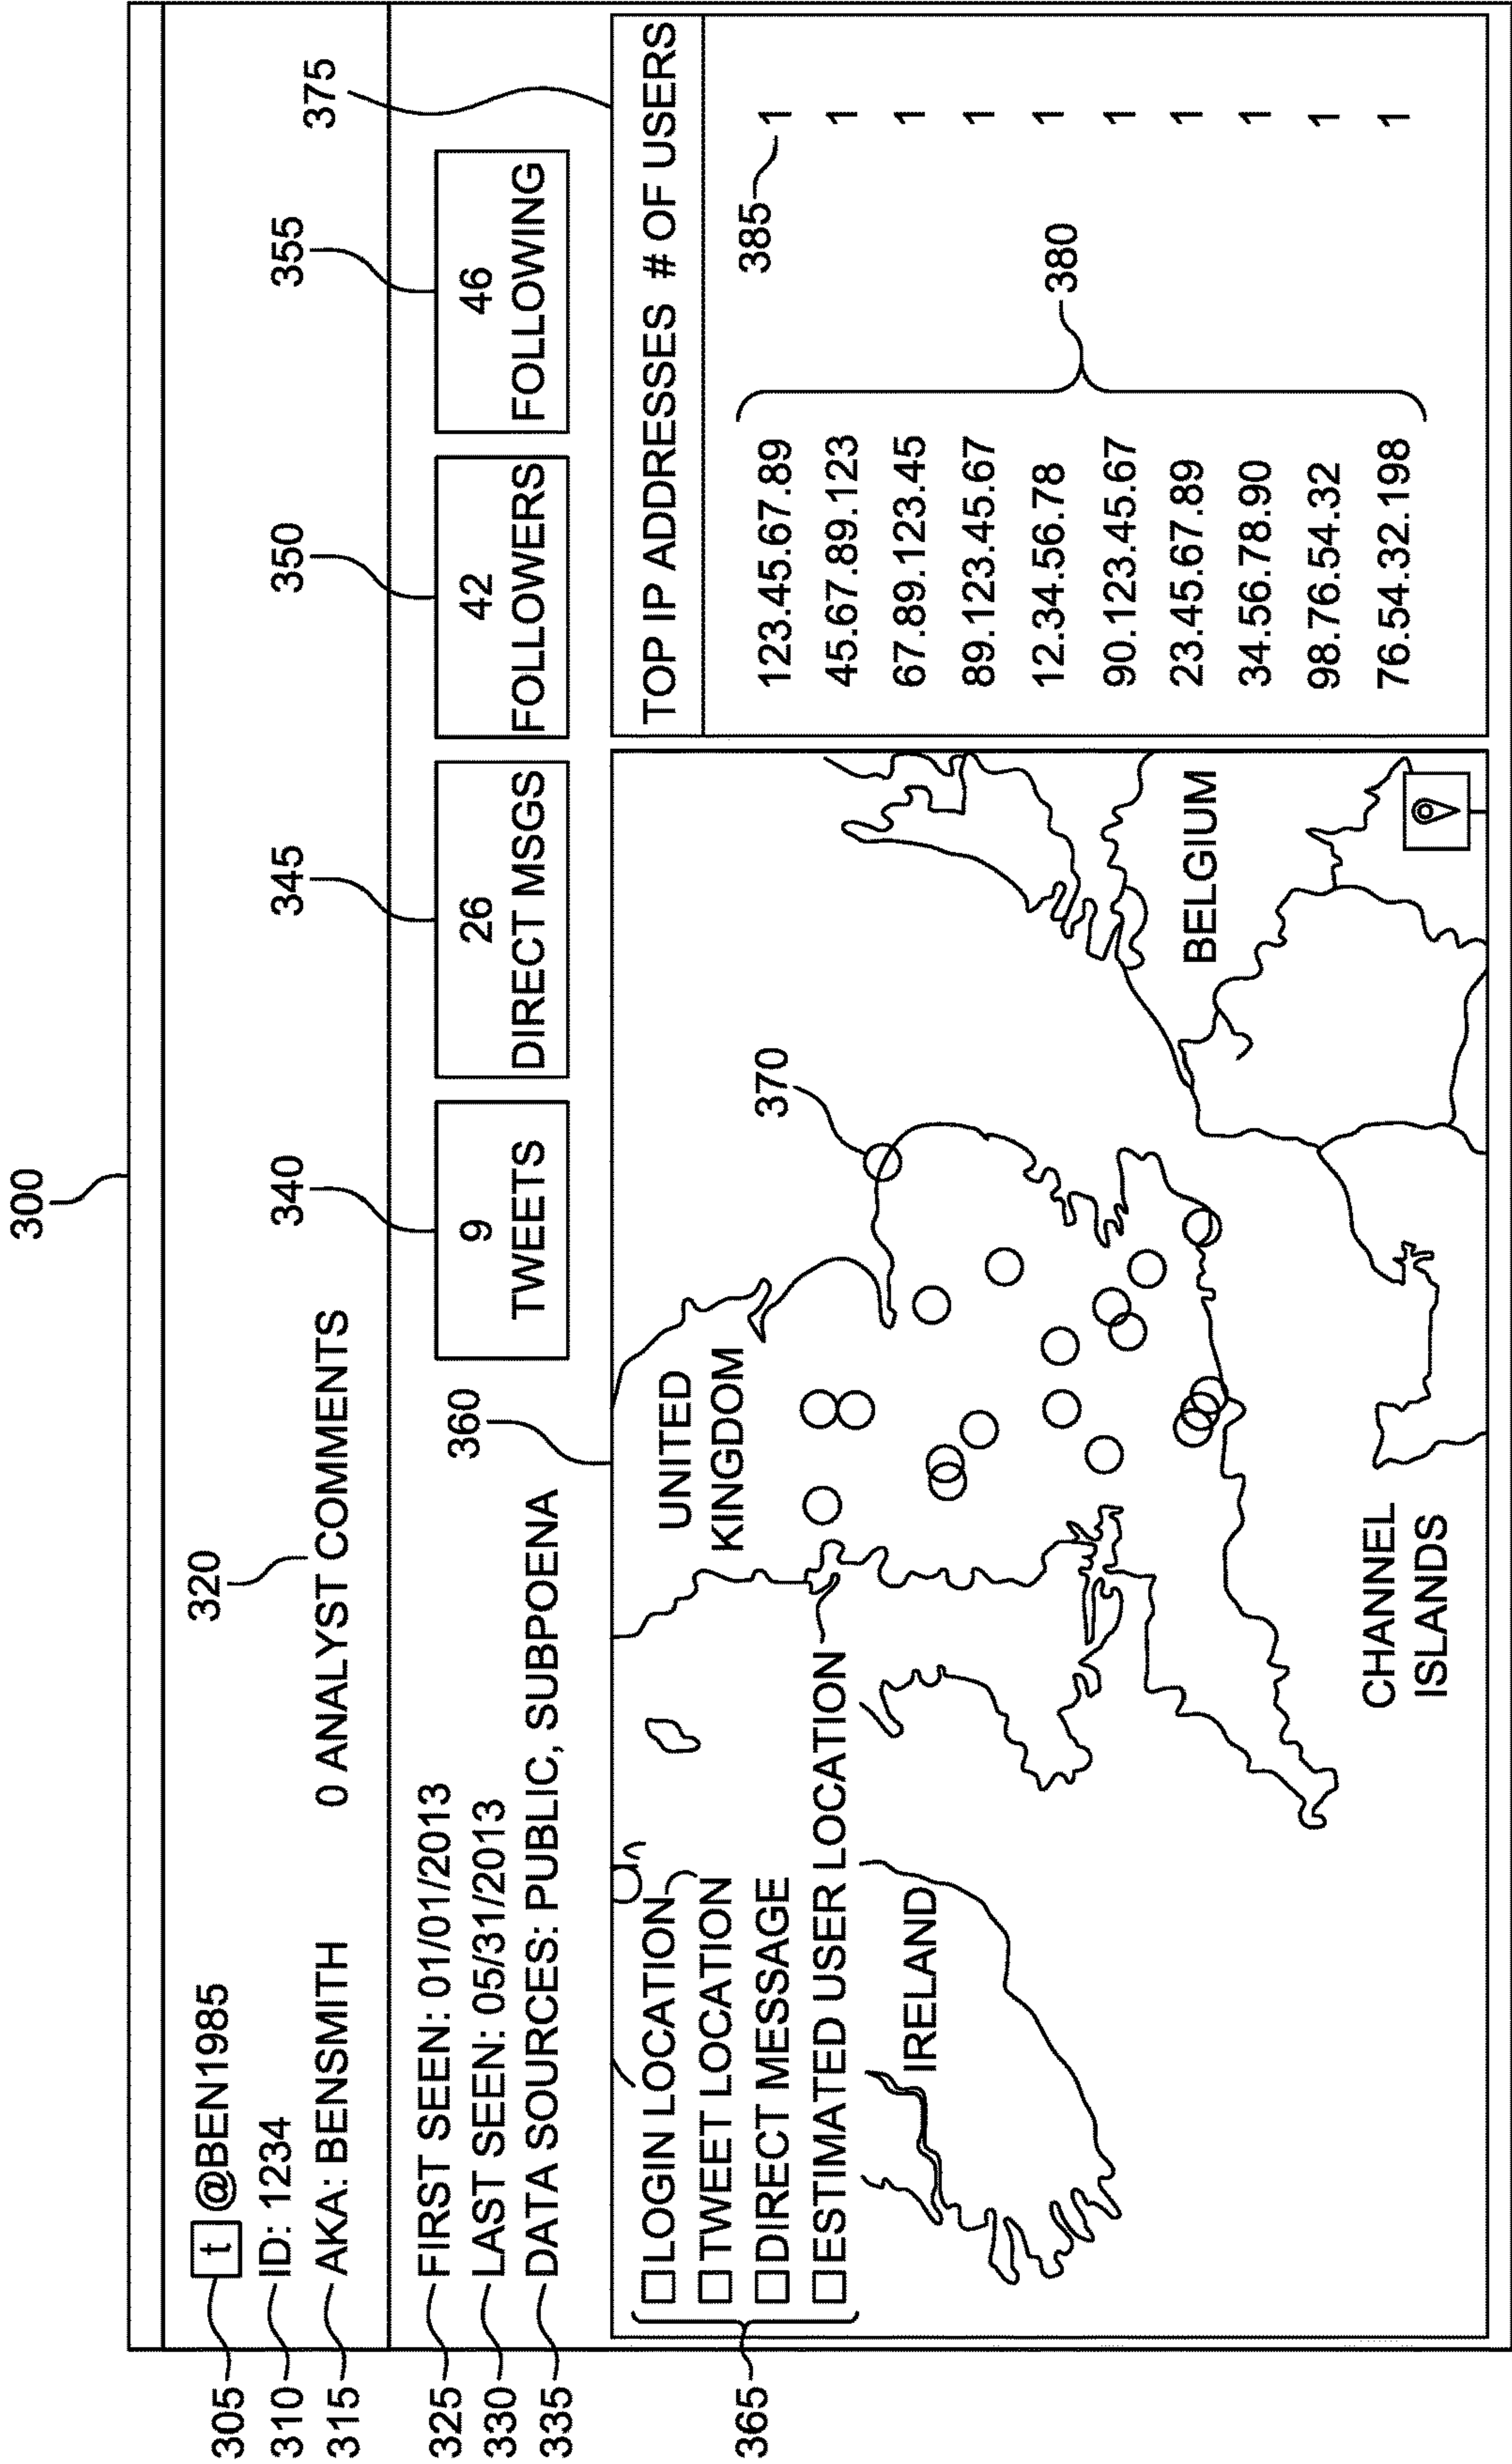 300
305
t @BEN1985
310
ID: 1234
320
315
AKA: BENSMITH
0 ANALYST COMMENTS
325
FIRST SEEN: 01/01/2013
330
LAST SEEN: 05/31/2013
335
DATA SOURCES: PUBLIC, SUBPOENA
340
345
350
355
375
9
TWEETS
26
DIRECT MSGS
42
FOLLOWERS
46
FOLLOWING
360
365
LOGIN LOCATION
TWEET LOCATION
DIRECT MESSAGE
ESTIMATED USER LOCATION
UNITED
KINGDOM
370
IRELAND
BELGIUM
CHANNEL
ISLANDS
TOP IP ADDRESSES # OF USERS
385
123.45.67.89 1
45.67.89.123 1
67.89.123.45 1
89.123.45.67 1
12.34.56.78 1
90.123.45.67 1
23.45.67.89 1
34.56.78.90 1
98.76.54.32 1
76.54.32.198 1
380